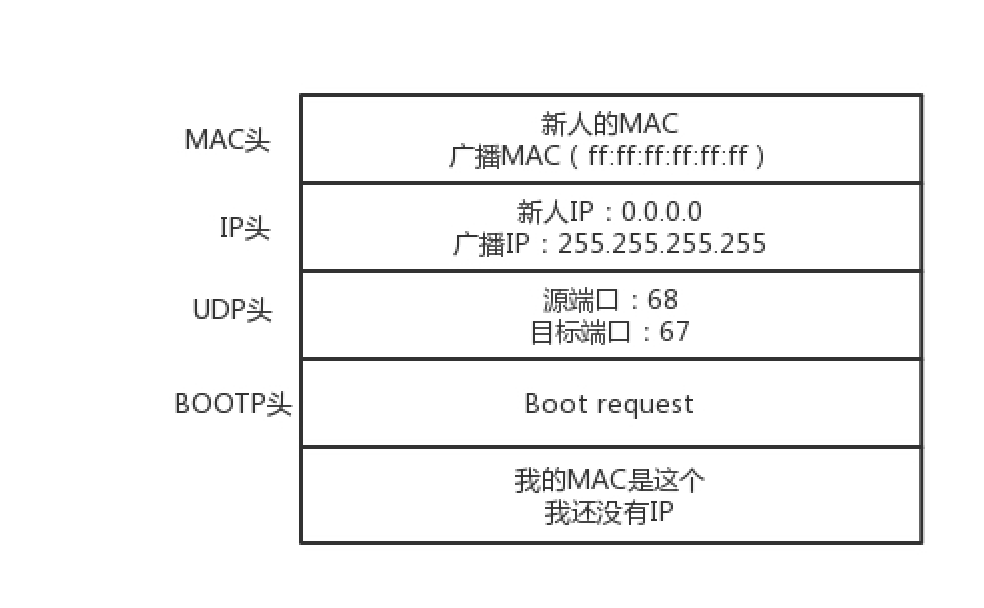 MAC头
新人的MAC
广播MAC（ff:ff:ff:ff:ff:ff）
IP头
新人IP：0.0.0.0
广播IP：255.255.255.255
UDP头
源端口：68
目标端口：67
BOOTP头
Boot request
我的MAC是这个
我还没有IP